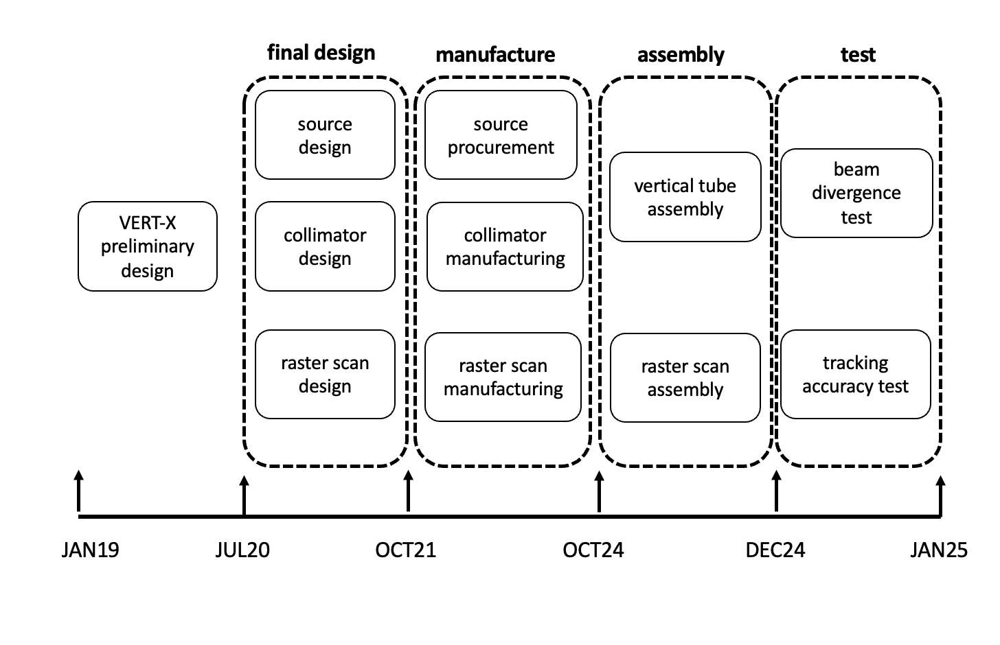 final design
manufacture
assembly
test
source
design
source
procurement
vertical tube
assembly
beam
divergence
test
VERT-X
preliminary
design
collimator
design
collimator
manufacturing
raster scan
design
raster scan
manufacturing
raster scan
assembly
tracking
accuracy test
JAN19
JUL20
OCT21
OCT24
DEC24
JAN25